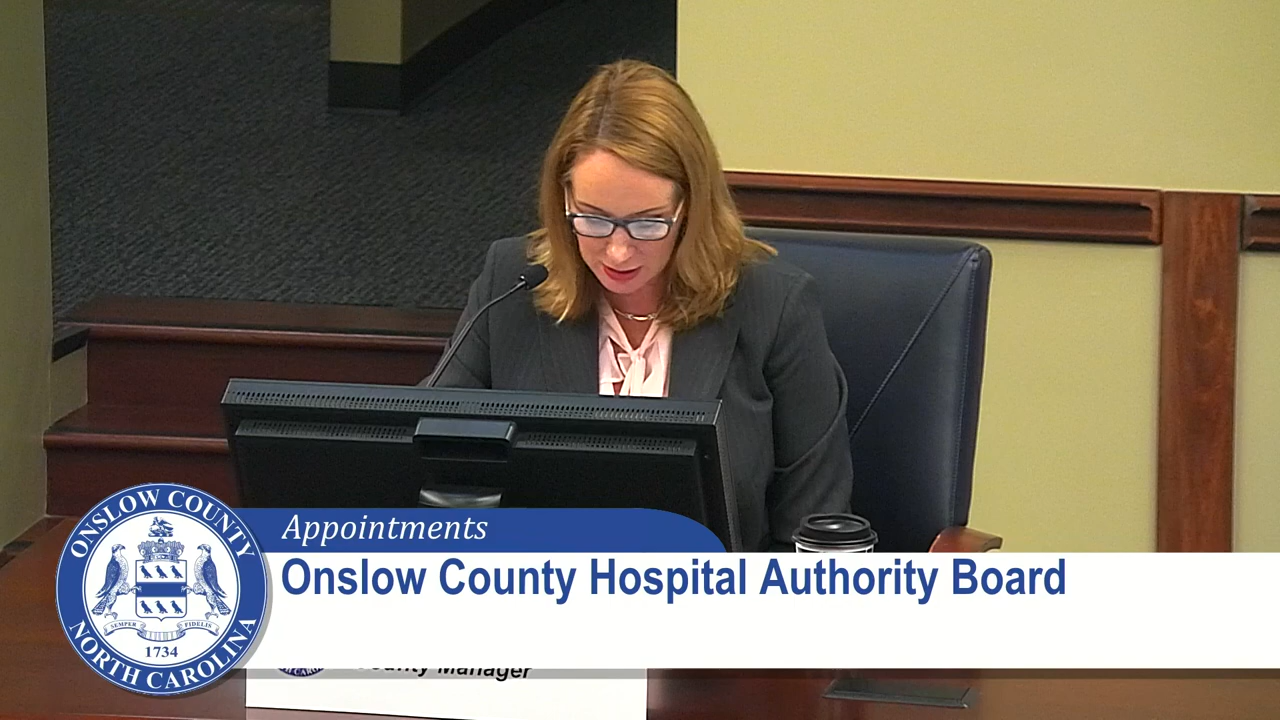 Appointments
Onslow County Hospital Authority Board
ONSLOW COUNTY
SEMPER FIDELIS
1734
NORTH CAROLINA
County Manager